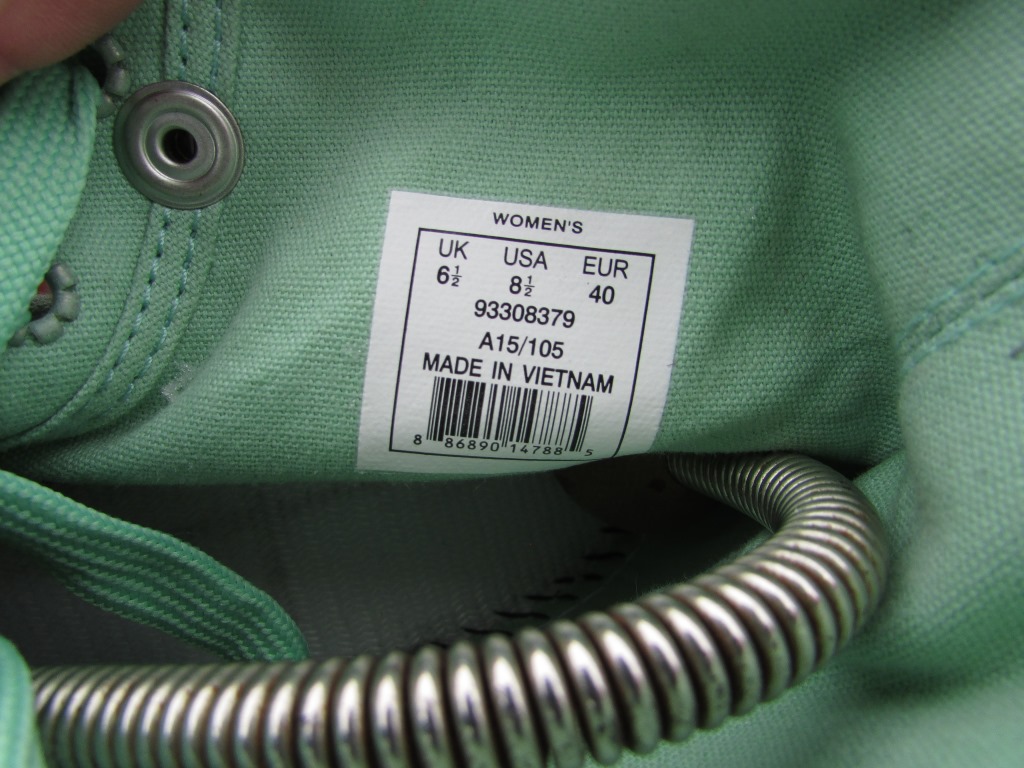 WOMEN'S
UK USA EUR
6½ 8½ 40
93308379
A15/105
MADE IN VIETNAM
8 86890 14788 5